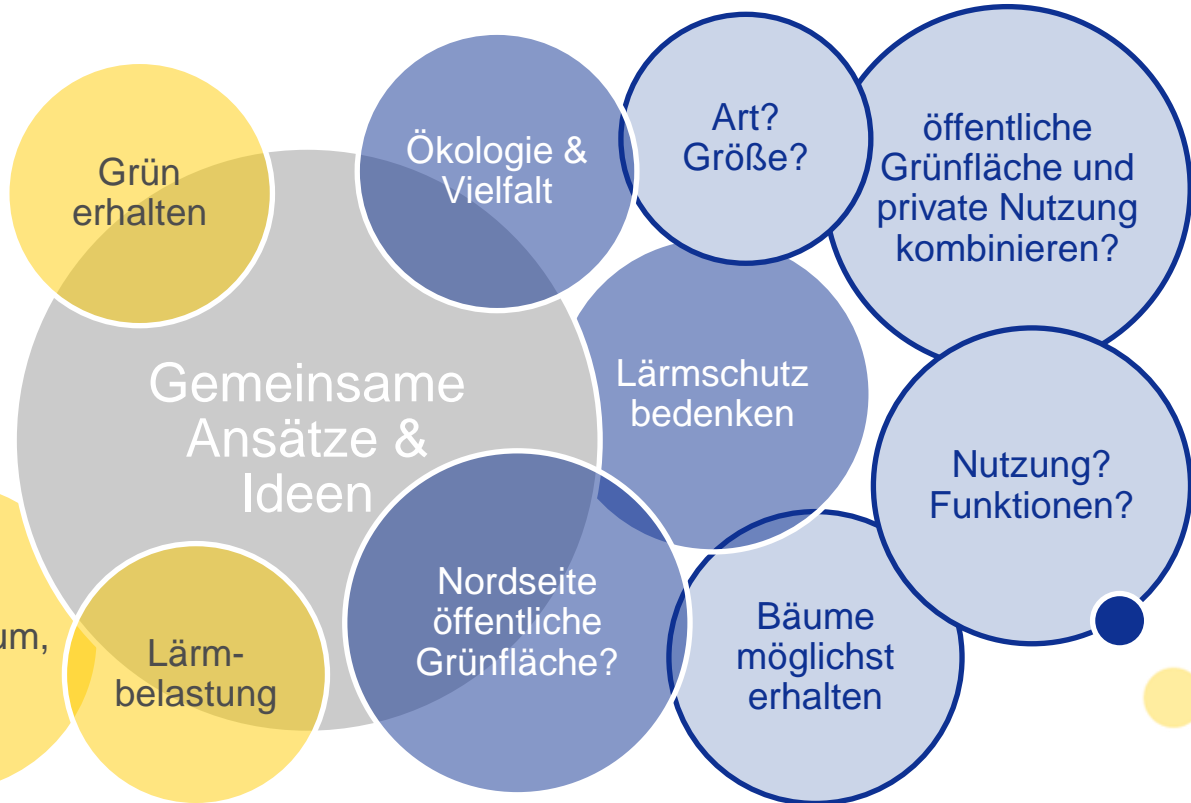 Grün
erhalten
Ökologie &
Vielfalt
Art?
Größe?
öffentliche
Grünfläche und
private Nutzung
kombinieren?
Gemeinsame
Ansätze &
Ideen
Lärmschutz
bedenken
Nutzung?
Funktionen?
Lärm-
belastung
Nordseite
öffentliche
Grünfläche?
Bäume
möglichst
erhalten